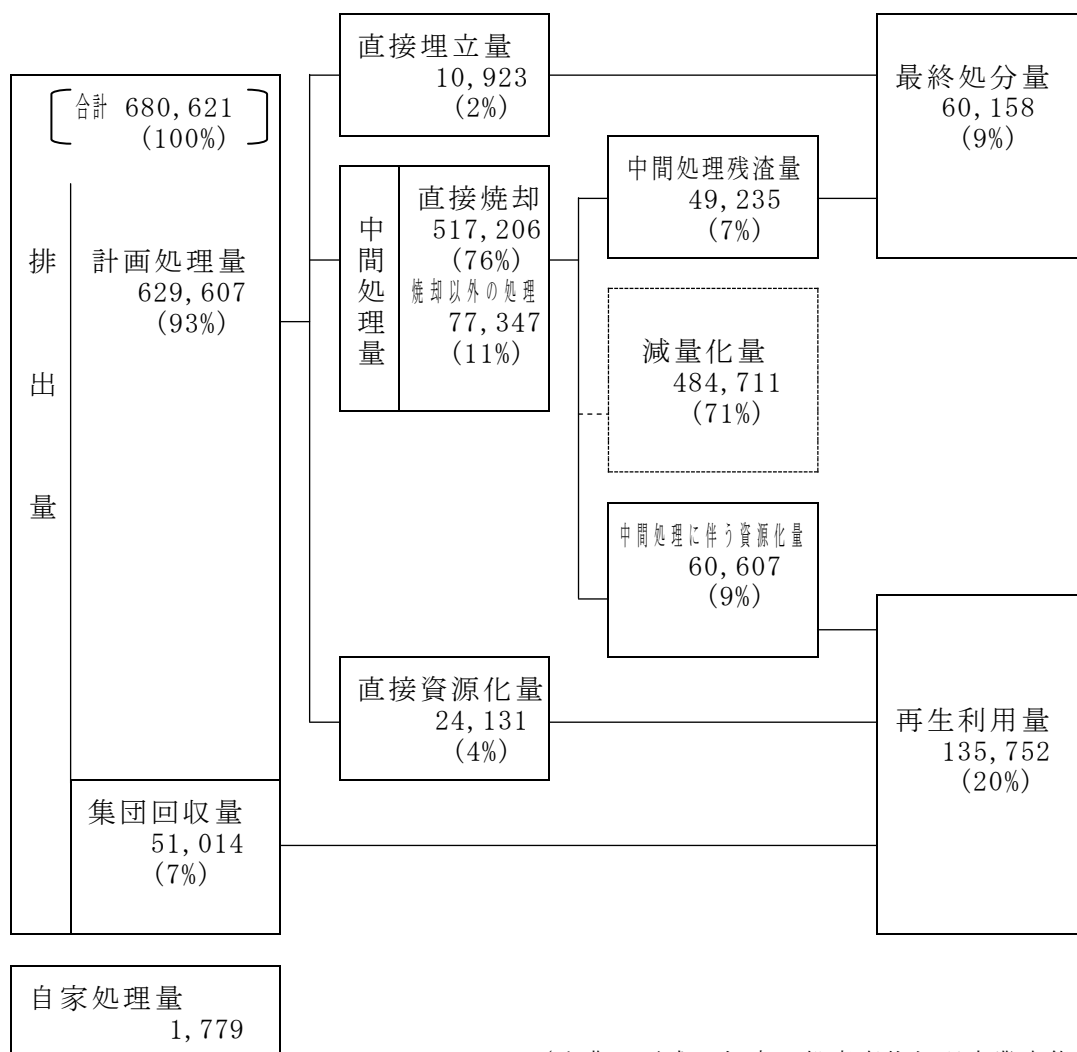 合計 680,621
(100%)
排出量
計画処理量
629,607
(93%)
集団回収量
51,014
(7%)
自家処理量
1,779
直接埋立量
10,923
(2%)
中間処理量
直接焼却
517,206
(76%)
焼却以外の処理
77,347
(11%)
直接資源化量
24,131
(4%)
中間処理残渣量
49,235
(7%)
減量化量
484,711
(71%)
中間処理に伴う資源化量
60,607
(9%)
最終処分量
60,158
(9%)
再生利用量
135,752
(20%)